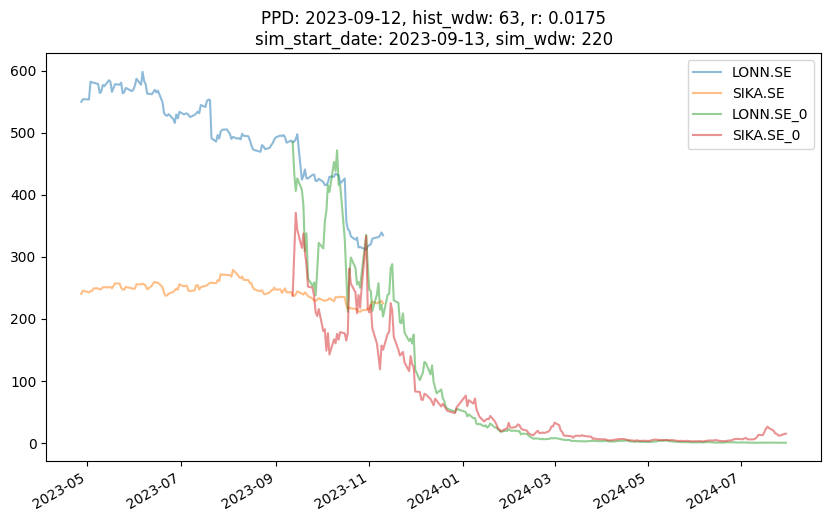 PPD: 2023-09-12, hist_wdw: 63, r: 0.0175
sim_start_date: 2023-09-13, sim_wdw: 220
600
500
400
300
200
100
0
LONN.SE
SIKA.SE
LONN.SE_0
SIKA.SE_0
2023-05
2023-07
2023-09
2023-11
2024-01
2024-03
2024-05
2024-07